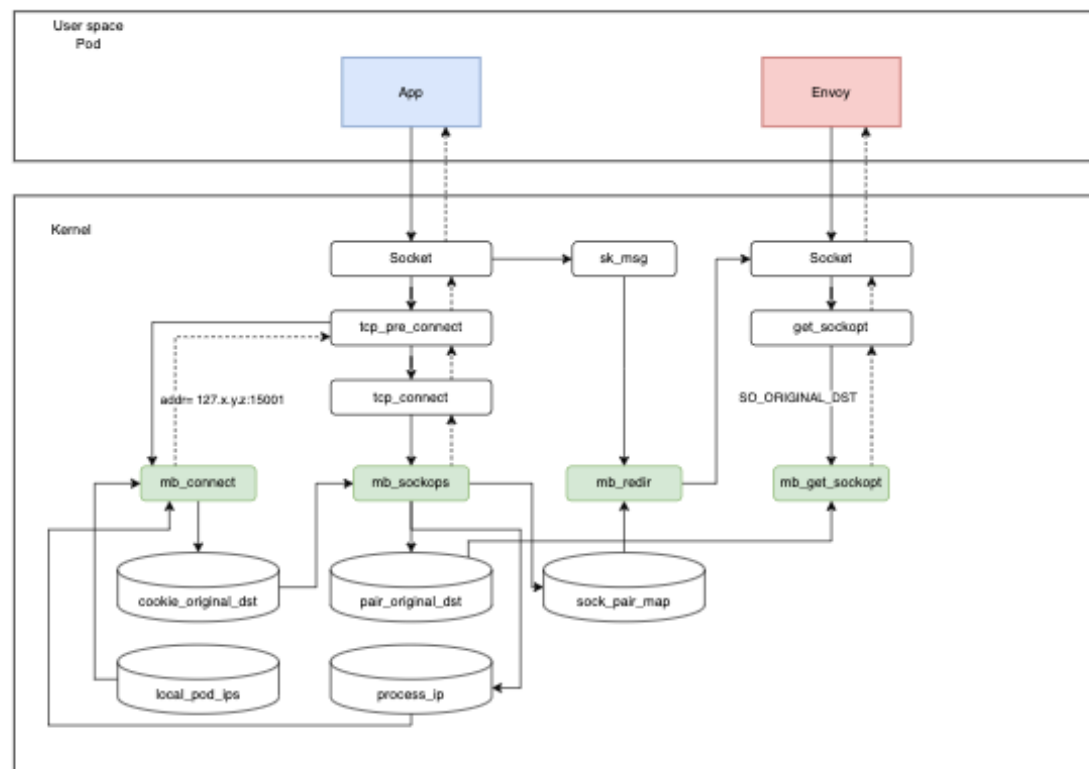 User space
Pod
App
Envoy
Kernel
Socket
sk_msg
Socket
tcp_pre_connect
get_sockopt
tcp_connect
addr= 127.x.y.z:15001
SO_ORIGINAL_DST
mb_connect
mb_sockops
mb_redir
mb_get_sockopt
cookie_original_dst
pair_original_dst
sock_pair_map
local_pod_ips
process_ip